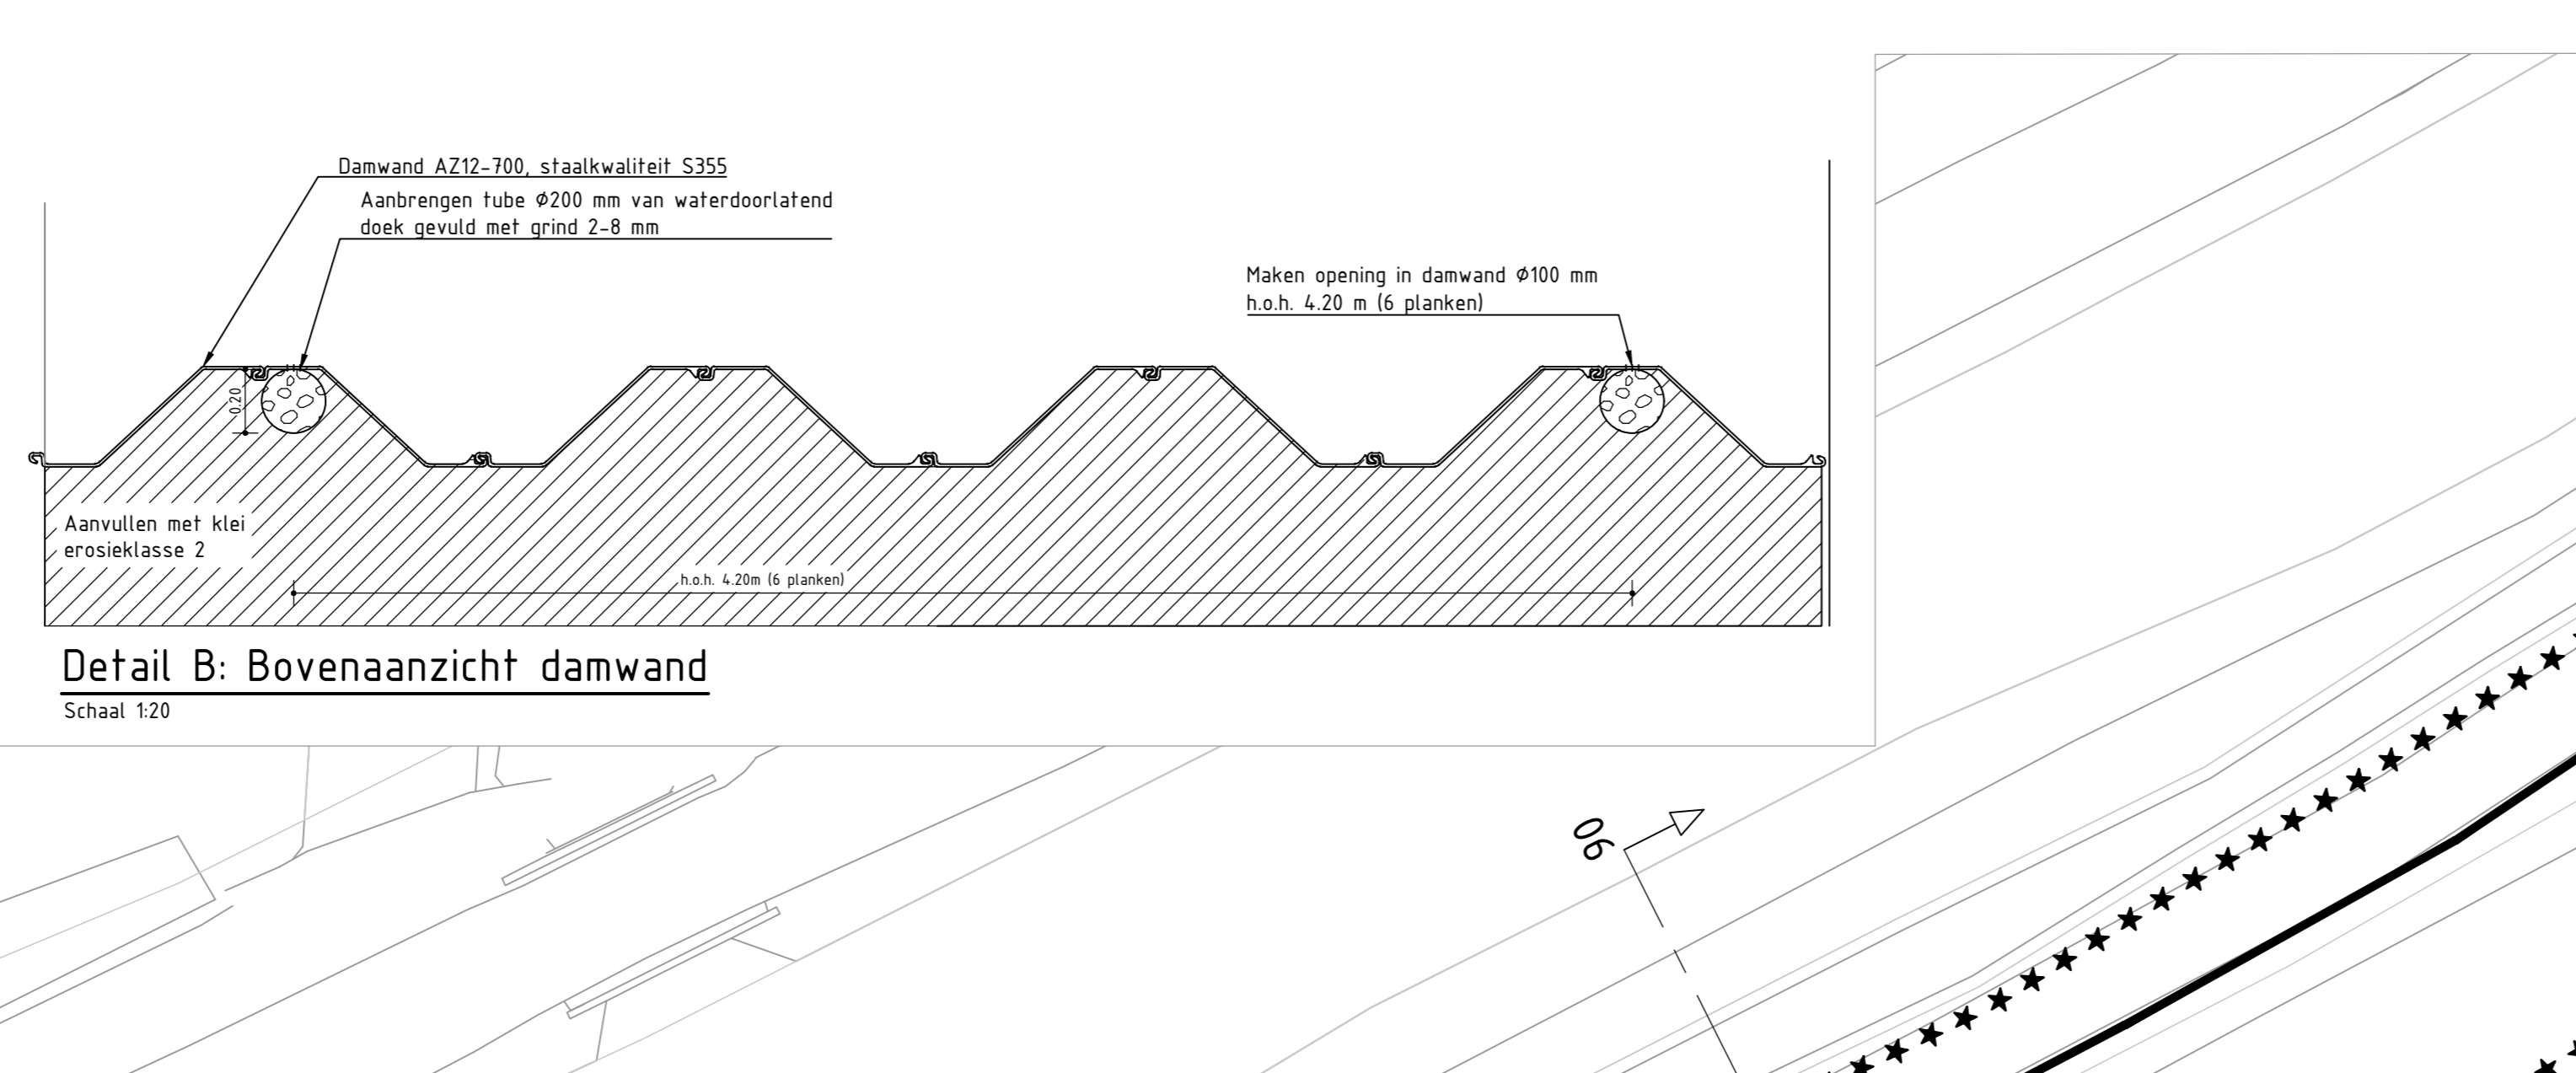 Damwand AZ12-700, staalkwaliteit S355
Aanbrengen tube Ø200 mm van waterdoorlatend
doek gevuld met grind 2-8 mm
Maken opening in damwand Ø100 mm
h.o.h. 4.20 m (6 planken)
0.20
Aanvullen met klei
erosieklasse 2
h.o.h. 4.20m (6 planken)
Detail B: Bovenaanzicht damwand
Schaal 1:20
06